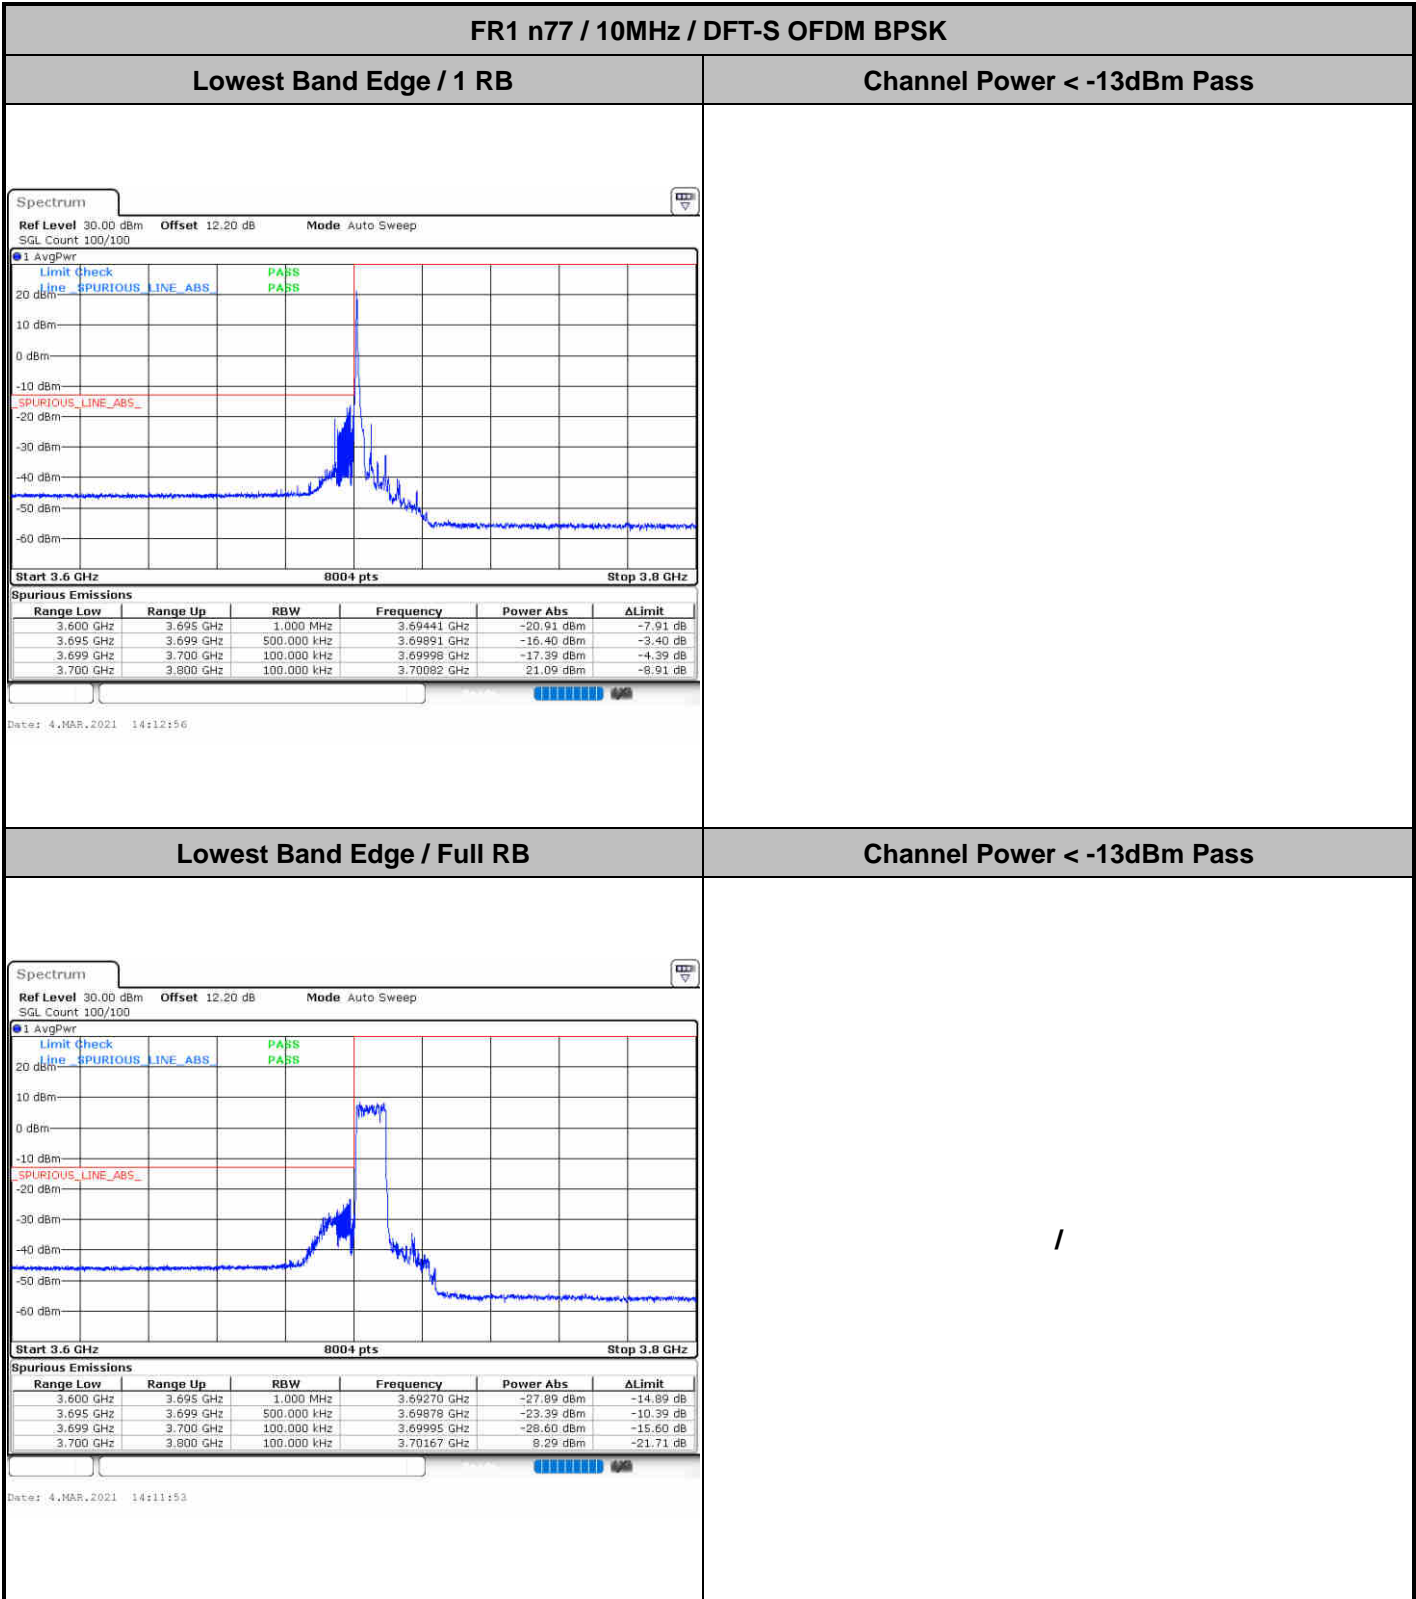 FR1 n77 / 10MHz / DFT-S OFDM BPSK
Lowest Band Edge / 1 RB
Channel Power < -13dBm Pass
Spectrum
Ref Level 30.00 dBm Offset 12.20 dB Mode Auto Sweep
SGL Count 100/100
1 AvgPwr
Limit Check PASS
Line _SPURIOUS_LINE_ABS_ PASS
20 dBm
10 dBm
0 dBm
-10 dBm
_SPURIOUS_LINE_ABS_
-20 dBm
-30 dBm
-40 dBm
-50 dBm
-60 dBm
Start 3.6 GHz 8004 pts Stop 3.8 GHz
Spurious Emissions
Range Low Range Up RBW Frequency Power Abs ΔLimit
3.600 GHz 3.695 GHz 1.000 MHz 3.69441 GHz -20.91 dBm -7.91 dB
3.695 GHz 3.699 GHz 500.000 kHz 3.69891 GHz -16.40 dBm -3.40 dB
3.699 GHz 3.700 GHz 100.000 kHz 3.69998 GHz -17.39 dBm -4.39 dB
3.700 GHz 3.800 GHz 100.000 kHz 3.70082 GHz 21.09 dBm -8.91 dB
Date: 4.MAR.2021 14:12:56
Lowest Band Edge / Full RB
Channel Power < -13dBm Pass
Spectrum
Ref Level 30.00 dBm Offset 12.20 dB Mode Auto Sweep
SGL Count 100/100
1 AvgPwr
Limit Check PASS
Line _SPURIOUS_LINE_ABS_ PASS
20 dBm
10 dBm
0 dBm
-10 dBm
_SPURIOUS_LINE_ABS_
-20 dBm
-30 dBm
-40 dBm
-50 dBm
-60 dBm
Start 3.6 GHz 8004 pts Stop 3.8 GHz
Spurious Emissions
Range Low Range Up RBW Frequency Power Abs ΔLimit
3.600 GHz 3.695 GHz 1.000 MHz 3.69270 GHz -27.89 dBm -14.89 dB
3.695 GHz 3.699 GHz 500.000 kHz 3.69878 GHz -23.39 dBm -10.39 dB
3.699 GHz 3.700 GHz 100.000 kHz 3.69995 GHz -28.60 dBm -15.60 dB
3.700 GHz 3.800 GHz 100.000 kHz 3.70167 GHz 8.29 dBm -21.71 dB
Date: 4.MAR.2021 14:11:53
/